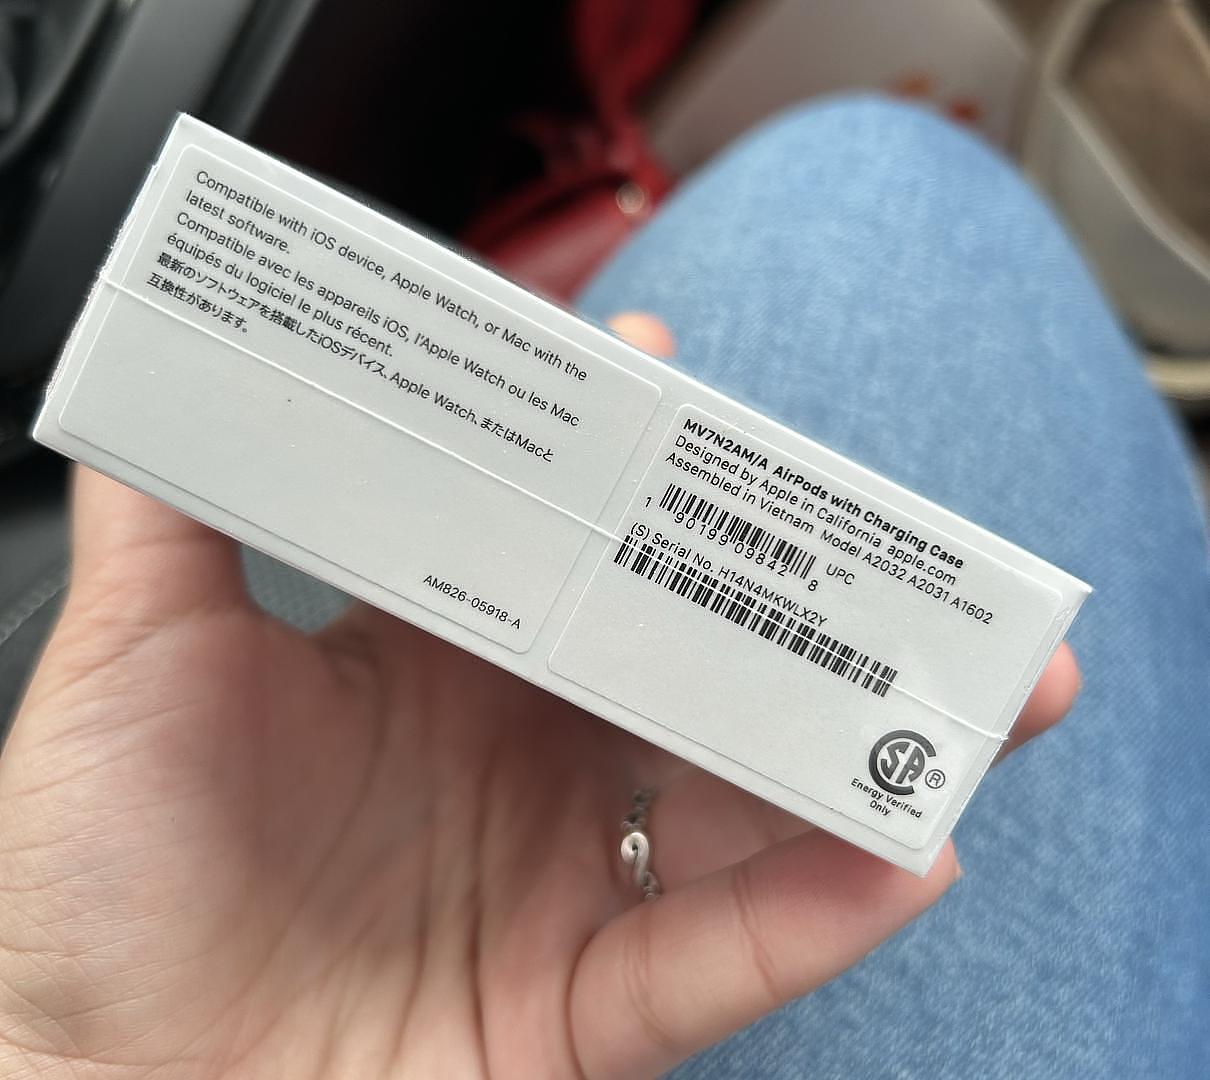 Compatible with iOS device, Apple Watch, or Mac with the
latest software.
Compatible avec les appareils iOS, l'Apple Watch ou les Mac
équipés du logiciel le plus récent.
最新のソフトウェアを搭載したiOSデバイス、Apple Watch、またはMacと
互換性があります。
AM826-05918-A
MV7N2AM/A AirPods with Charging Case
Designed by Apple in California apple.com
Assembled in Vietnam Model A2032 A2031 A1602
1 90199 09842 8 UPC
(S) Serial No. H14N4MKWLX2Y
SA ®
Energy Verified
Only